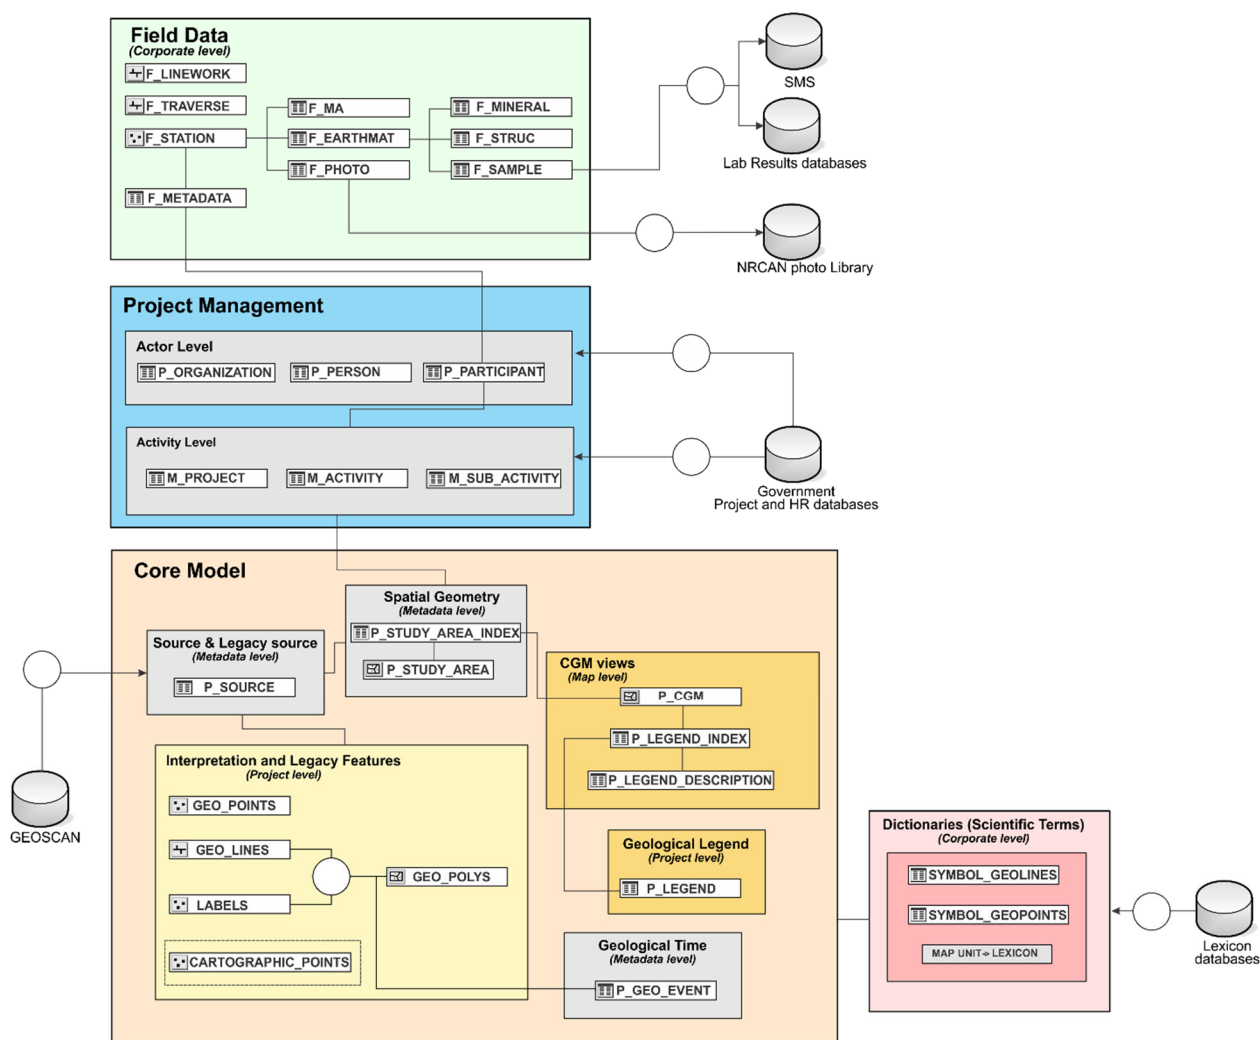 Field Data
(Corporate level)
F_LINEWORK
F_TRAVERSE
F_STATION
F_METADATA
F_MA
F_EARTHMAT
F_PHOTO
F_MINERAL
F_STRUC
F_SAMPLE
SMS
Lab Results databases
NRCAN photo Library
Project Management
Actor Level
P_ORGANIZATION
P_PERSON
P_PARTICIPANT
Activity Level
M_PROJECT
M_ACTIVITY
M_SUB_ACTIVITY
Government
Project and HR databases
Core Model
Spatial Geometry
(Metadata level)
P_STUDY_AREA_INDEX
P_STUDY_AREA
Source & Legacy source
(Metadata level)
P_SOURCE
GEOSCAN
CGM views
(Map level)
P_CGM
P_LEGEND_INDEX
P_LEGEND_DESCRIPTION
Interpretation and Legacy Features
(Project level)
GEO_POINTS
GEO_LINES
LABELS
CARTOGRAPHIC_POINTS
GEO_POLYS
Geological Legend
(Project level)
P_LEGEND
Geological Time
(Metadata level)
P_GEO_EVENT
Dictionaries (Scientific Terms)
(Corporate level)
SYMBOL_GEOLINES
SYMBOL_GEOPOINTS
MAP UNIT-> LEXICON
Lexicon
databases